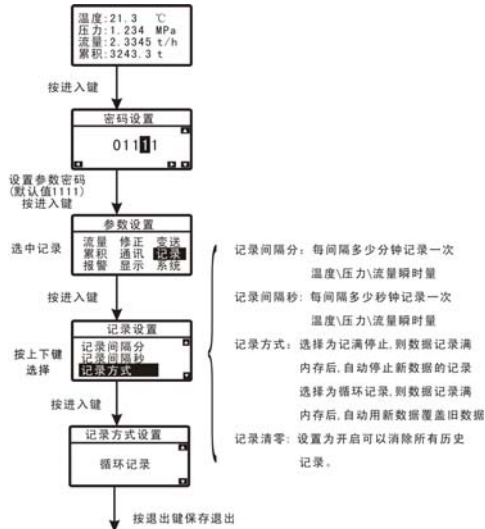 温度:21.3 ℃
压力:1.234 MPa
流量:2.3345 t/h
累积:3243.3 t
按进入键
密码设置
01111
设置参数密码
(默认值1111)
按进入键
参数设置
选中记录
流量 修正 变送
累积 通讯 记录
报警 显示 系统
按进入键
记录设置
按上下键
选择
记录间隔分
记录间隔秒
记录方式
按进入键
记录方式设置
循环记录
按退出键保存退出
记录间隔分: 每间隔多少分钟记录一次
温度\压力\流量瞬时量
记录间隔秒: 每间隔多少秒钟记录一次
温度\压力\流量瞬时量
记录方式: 选择为记满停止,则数据记录满
内存后,自动停止新数据的记录
选择为循环记录,则数据记录满
内存后,自动用新数据覆盖旧数据
记录清零: 设置为开启可以消除所有历史
记录。